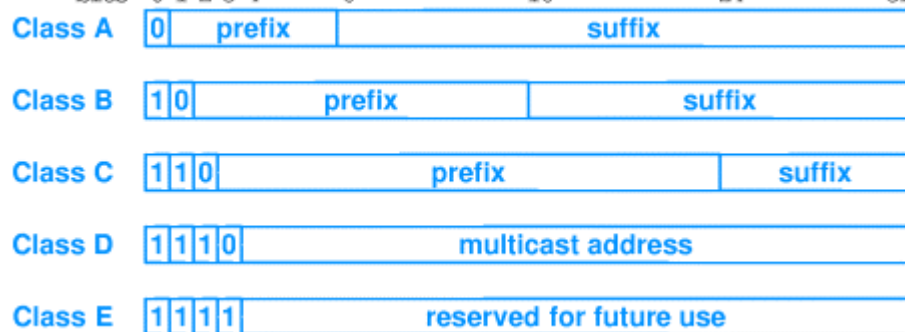 Class A 0 prefix suffix
Class B 1 0 prefix suffix
Class C 1 1 0 prefix suffix
Class D 1 1 1 0 multicast address
Class E 1 1 1 1 reserved for future use